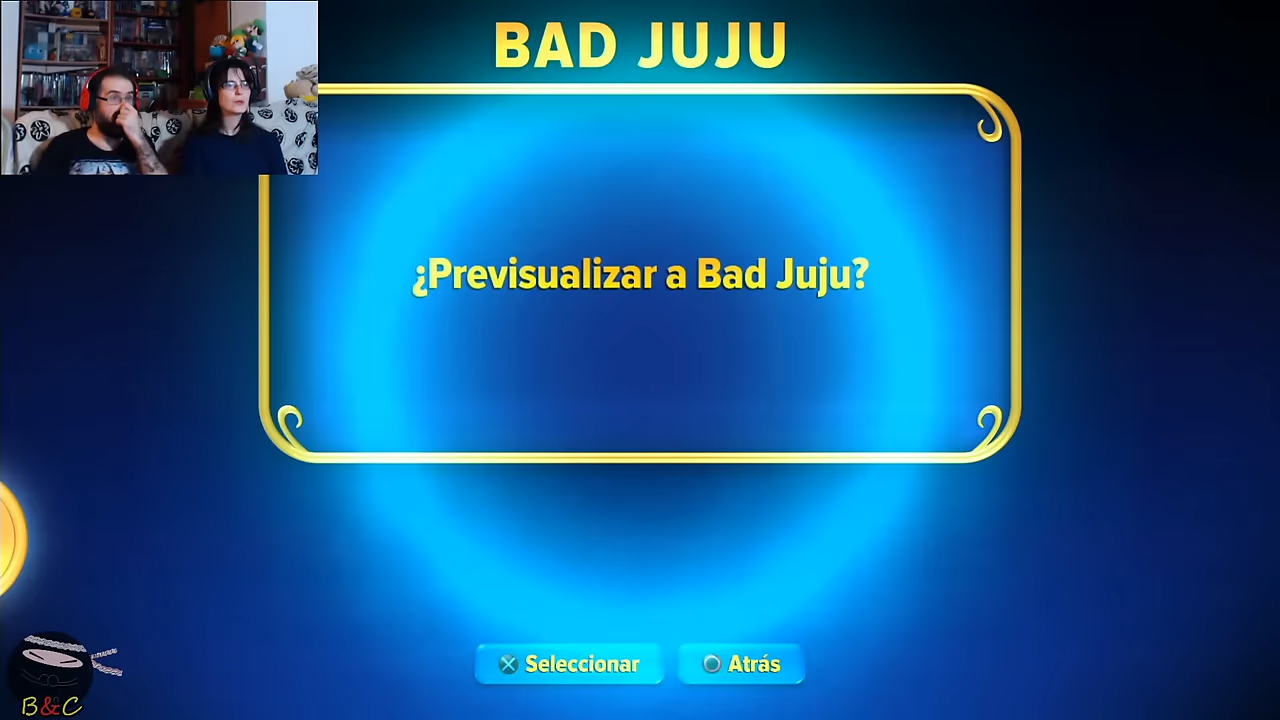 BAD JUJU
¿Previsualizar a Bad Juju?
Seleccionar
Atrás
B&C